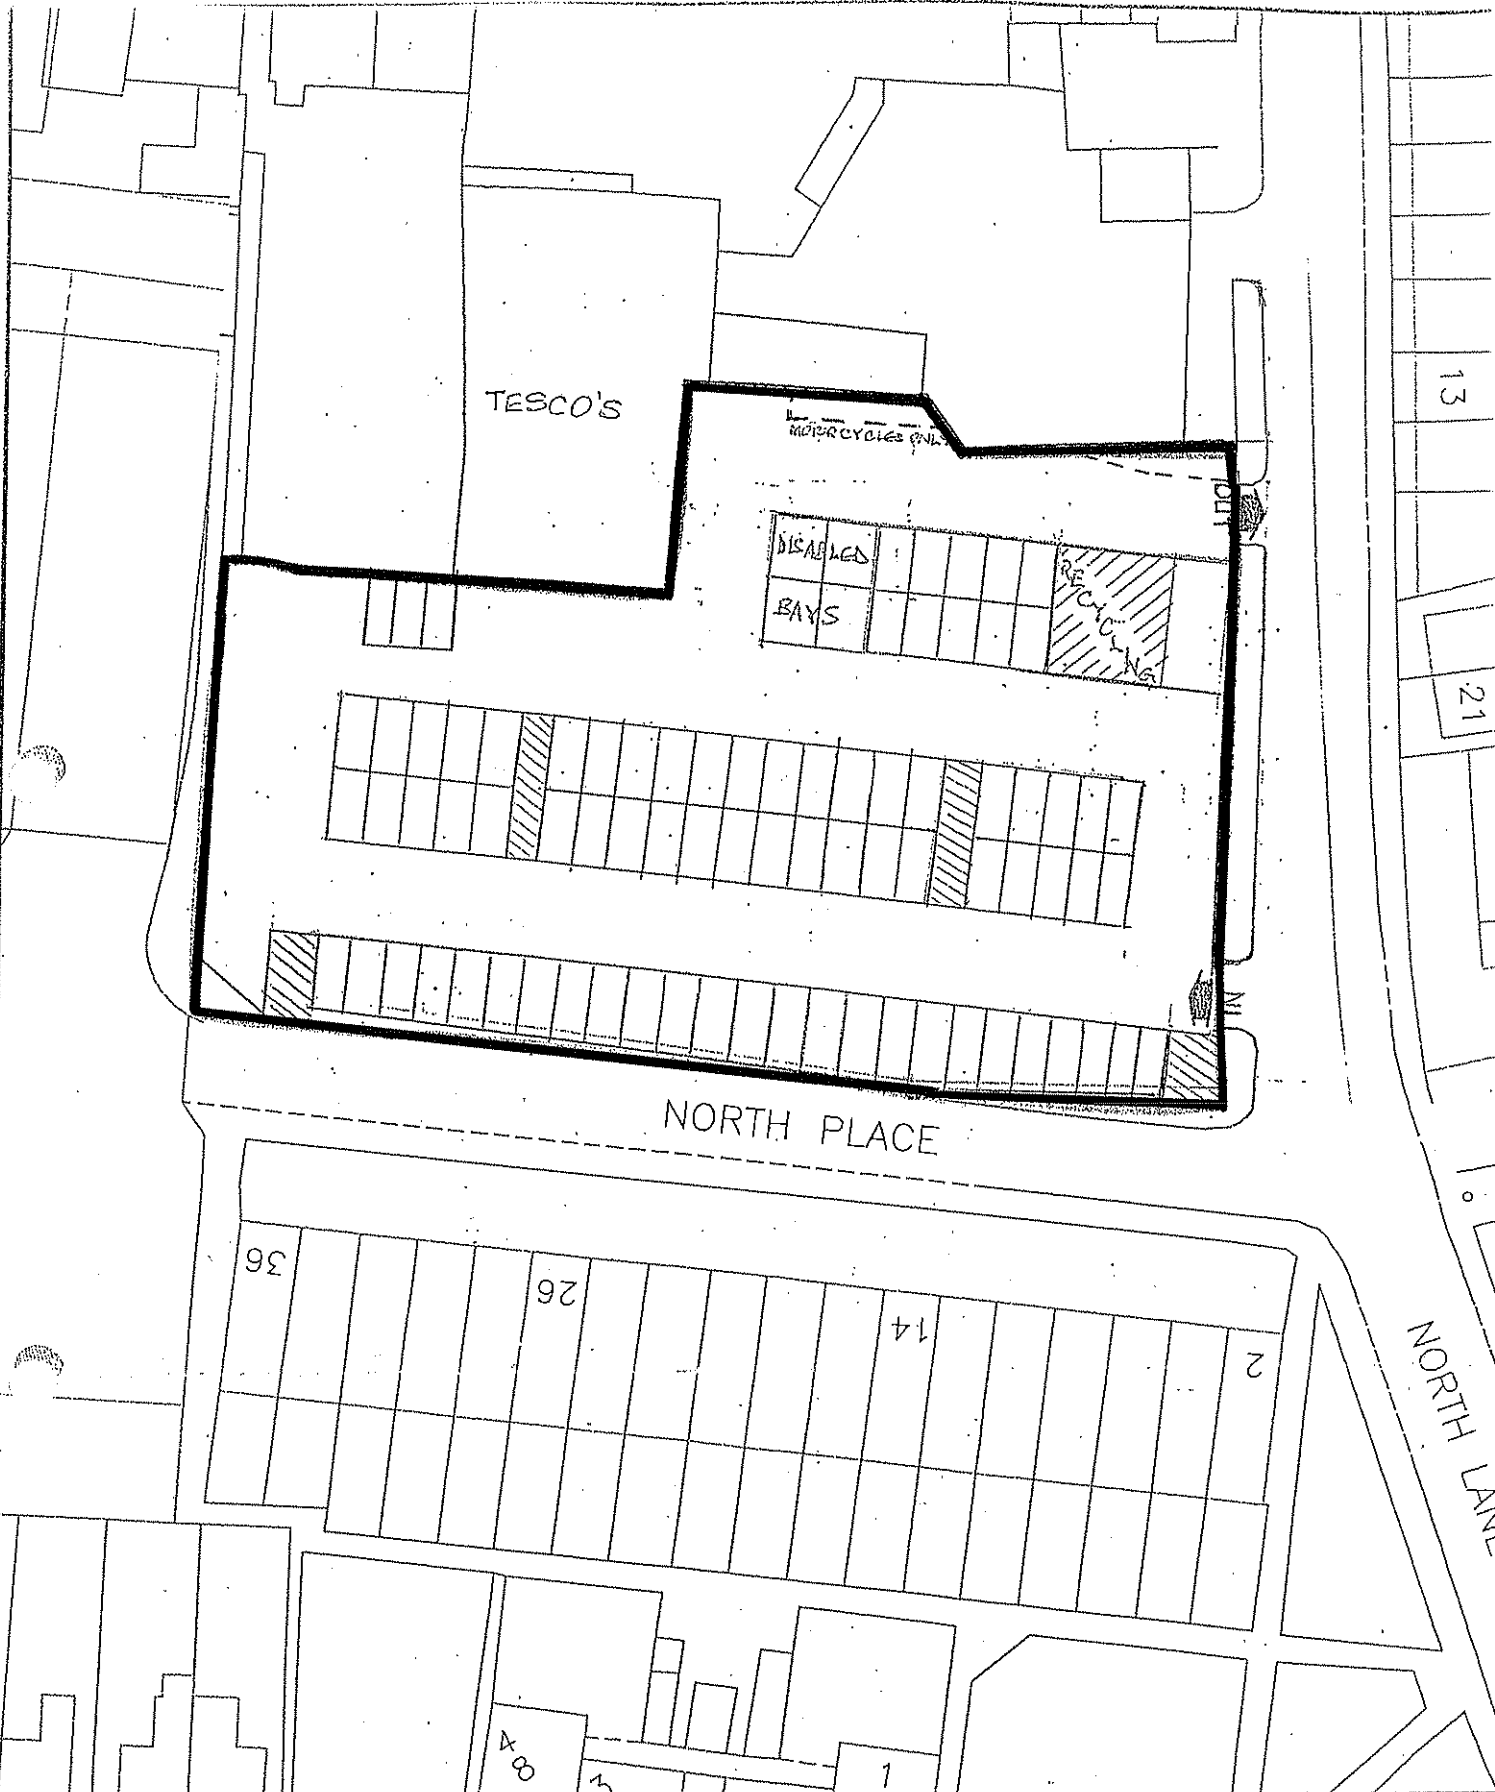 13
TESCO'S
MOTORCYCLES ONLY
OUT
DISABLED
BAYS
RECYCLING
21
IN
NORTH PLACE
36
26
14
2
NORTH LANE
48
3
1